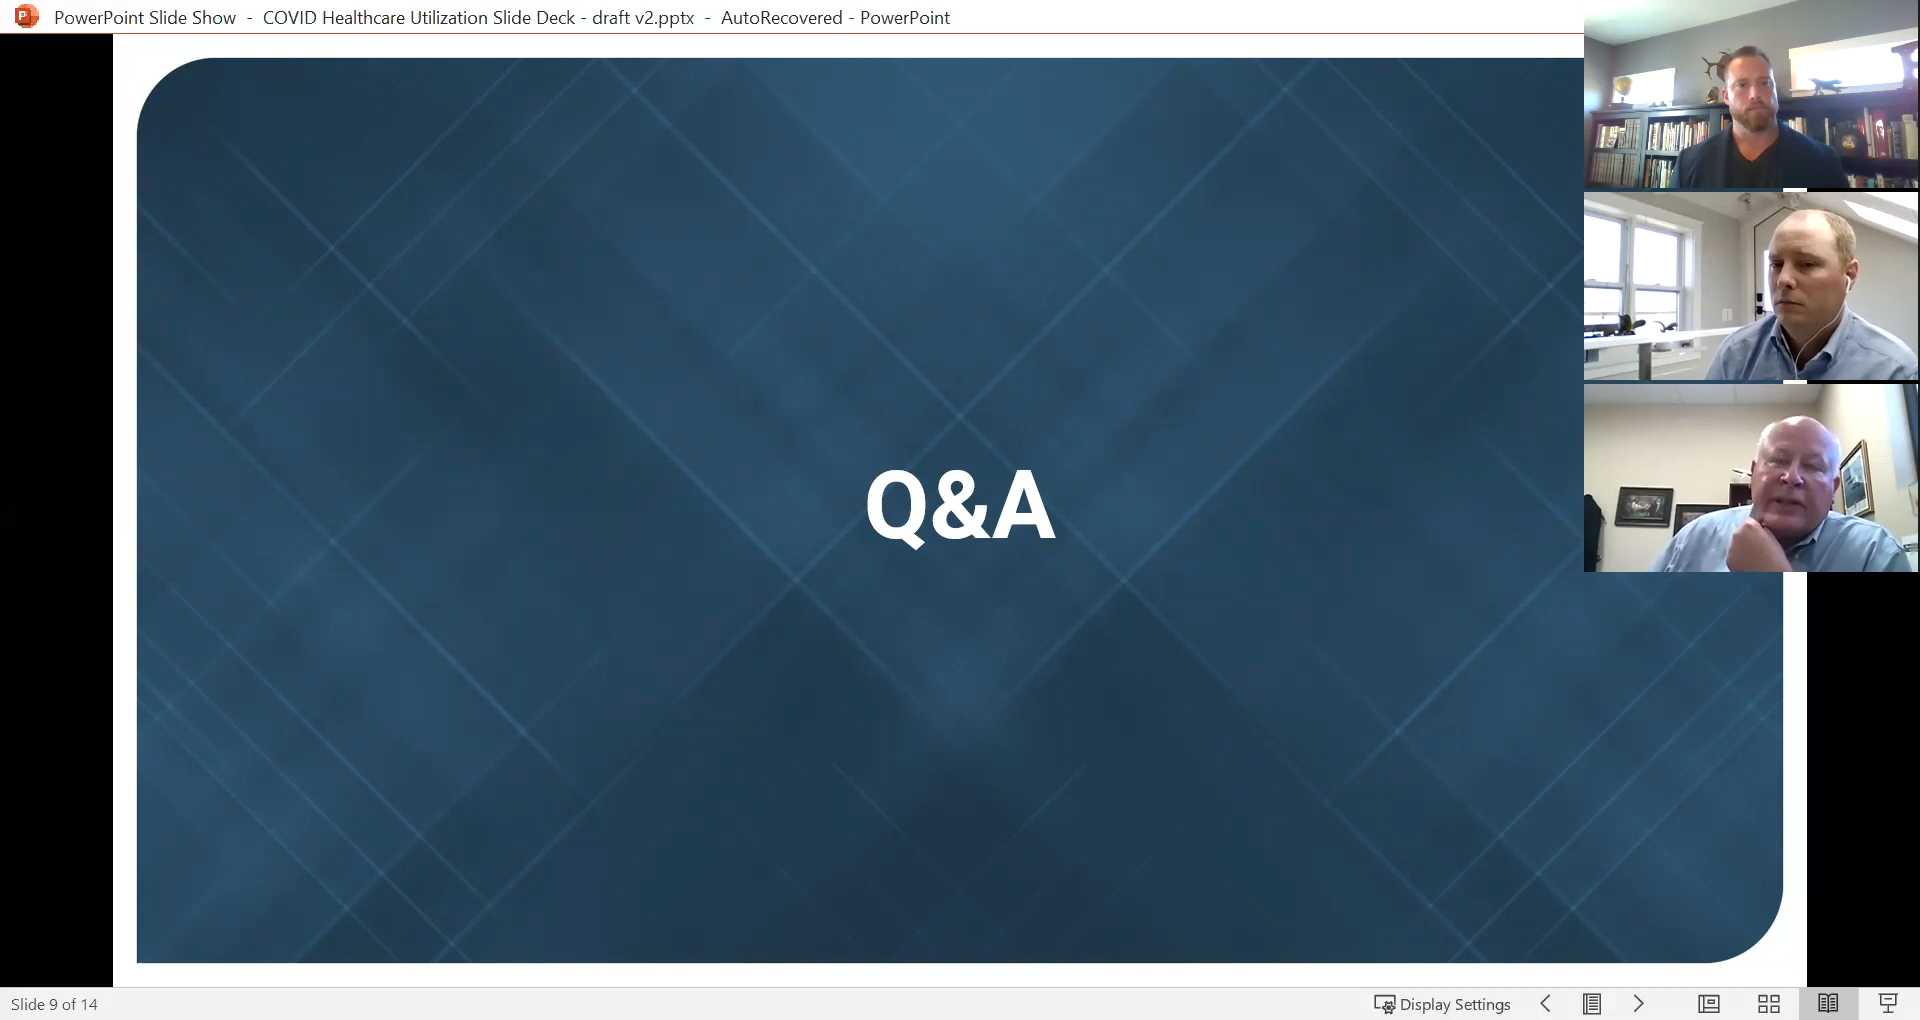 PowerPoint Slide Show - COVID Healthcare Utilization Slide Deck - draft v2.pptx - AutoRecovered - PowerPoint
Q&A
Slide 9 of 14
Display Settings